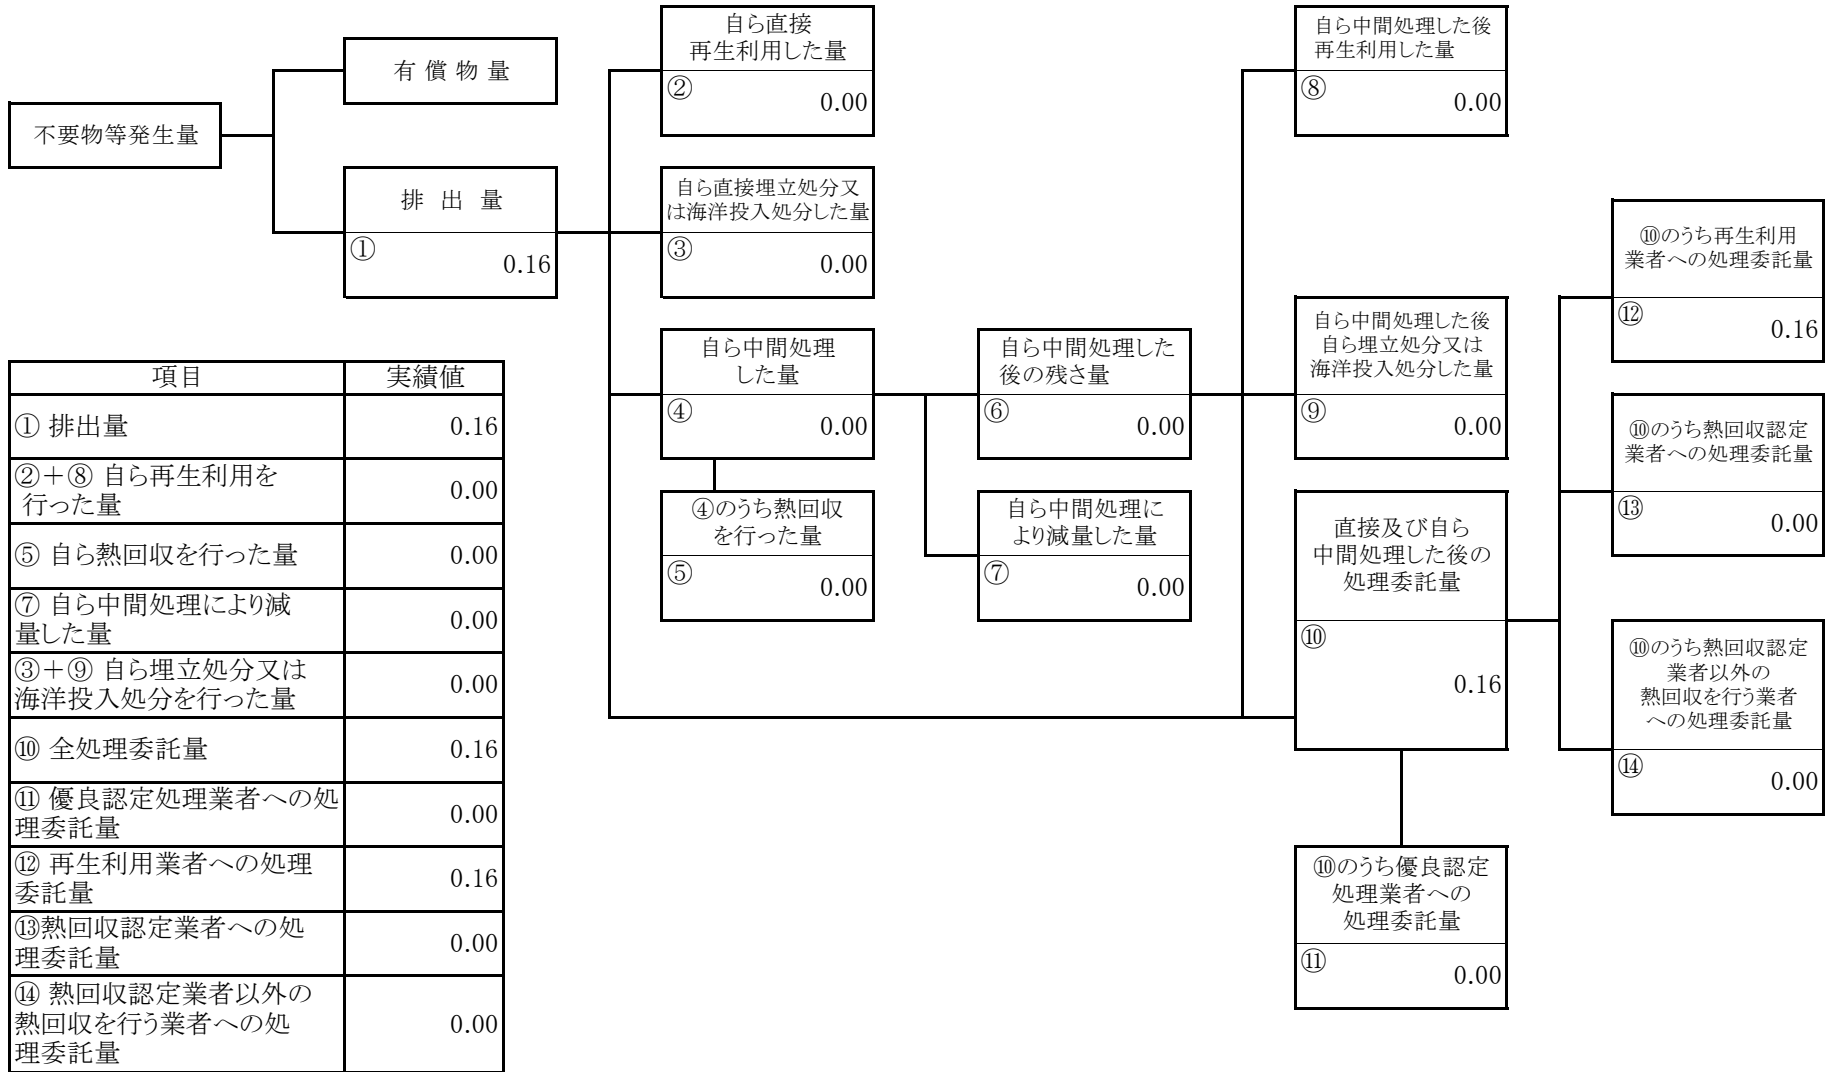 不要物等発生量
有 償 物 量
排 出 量
①
0.16
自ら直接
再生利用した量
②
0.00
自ら直接埋立処分又
は海洋投入処分した量
③
0.00
自ら中間処理
した量
④
0.00
④のうち熱回収
を行った量
⑤
0.00
自ら中間処理した
後の残さ量
⑥
0.00
自ら中間処理に
より減量した量
⑦
0.00
自ら中間処理した後
再生利用した量
⑧
0.00
自ら中間処理した後
自ら埋立処分又は
海洋投入処分した量
⑨
0.00
直接及び自ら
中間処理した後の
処理委託量
⑩
0.16
⑩のうち優良認定
処理業者への
処理委託量
⑪
0.00
⑩のうち再生利用
業者への処理委託量
⑫
0.16
⑩のうち熱回収認定
業者への処理委託量
⑬
0.00
⑩のうち熱回収認定
業者以外の
熱回収を行う業者
への処理委託量
⑭
0.00
項目 実績値
① 排出量 0.16
②＋⑧ 自ら再生利用を
行った量 0.00
⑤ 自ら熱回収を行った量 0.00
⑦ 自ら中間処理により減
量した量 0.00
③＋⑨ 自ら埋立処分又は
海洋投入処分を行った量 0.00
⑩ 全処理委託量 0.16
⑪ 優良認定処理業者への処
理委託量 0.00
⑫ 再生利用業者への処理
委託量 0.16
⑬熱回収認定業者への処
理委託量 0.00
⑭ 熱回収認定業者以外の
熱回収を行う業者への処
理委託量 0.00